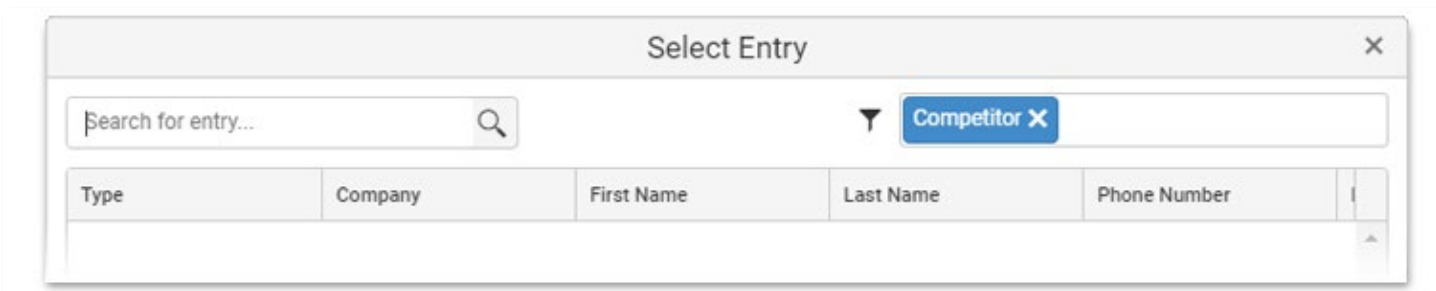 Select Entry
Search for entry...
Competitor
Type Company First Name Last Name Phone Number